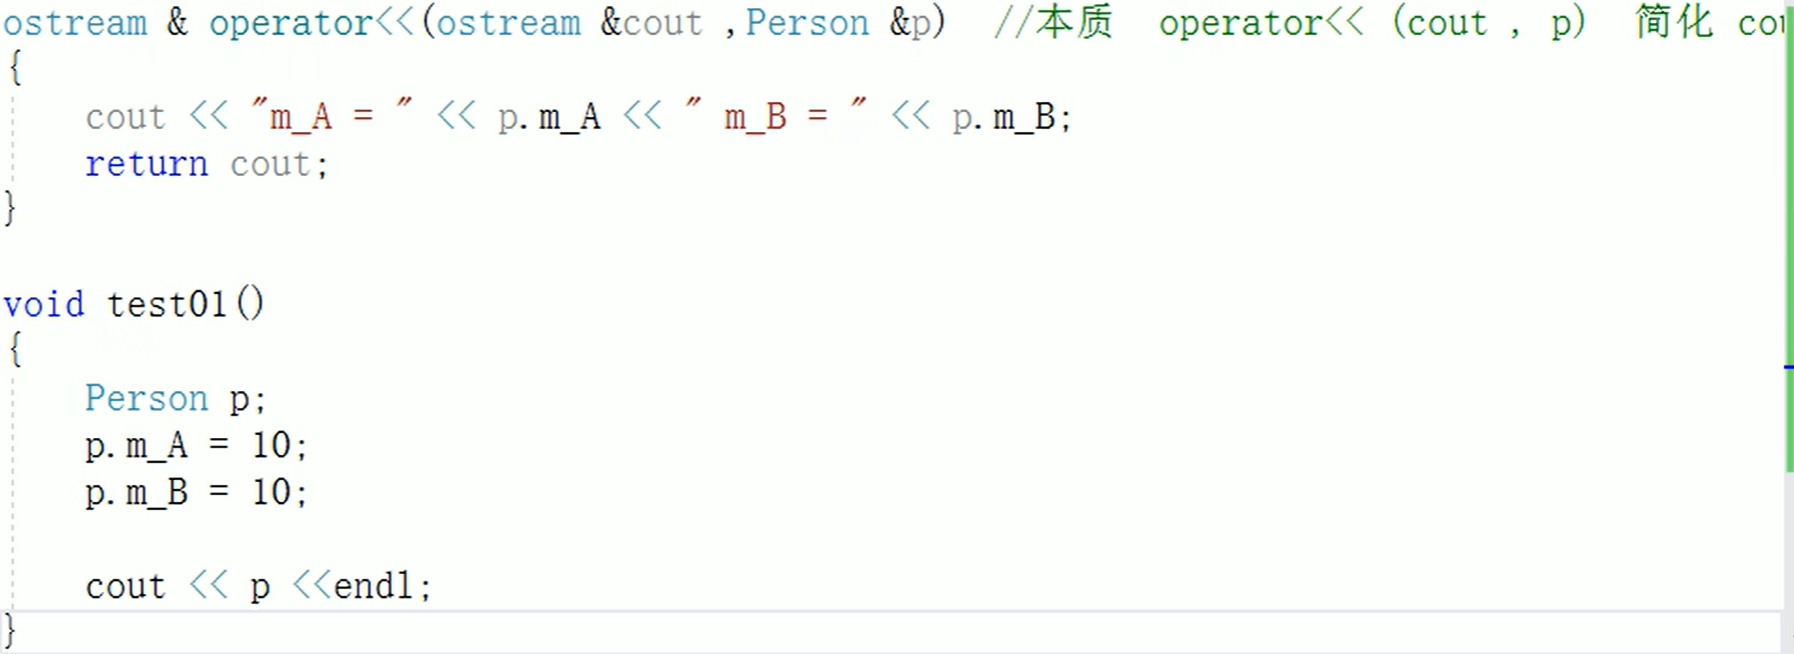 ostream & operator<<(ostream &cout ,Person &p)  //本质  operator<< (cout , p)  简化
{
    cout << "m_A = " << p.m_A << " m_B = " << p.m_B;
    return cout;
}
void test01()
{
    Person p;
    p.m_A = 10;
    p.m_B = 10;
    cout << p <<endl;
}